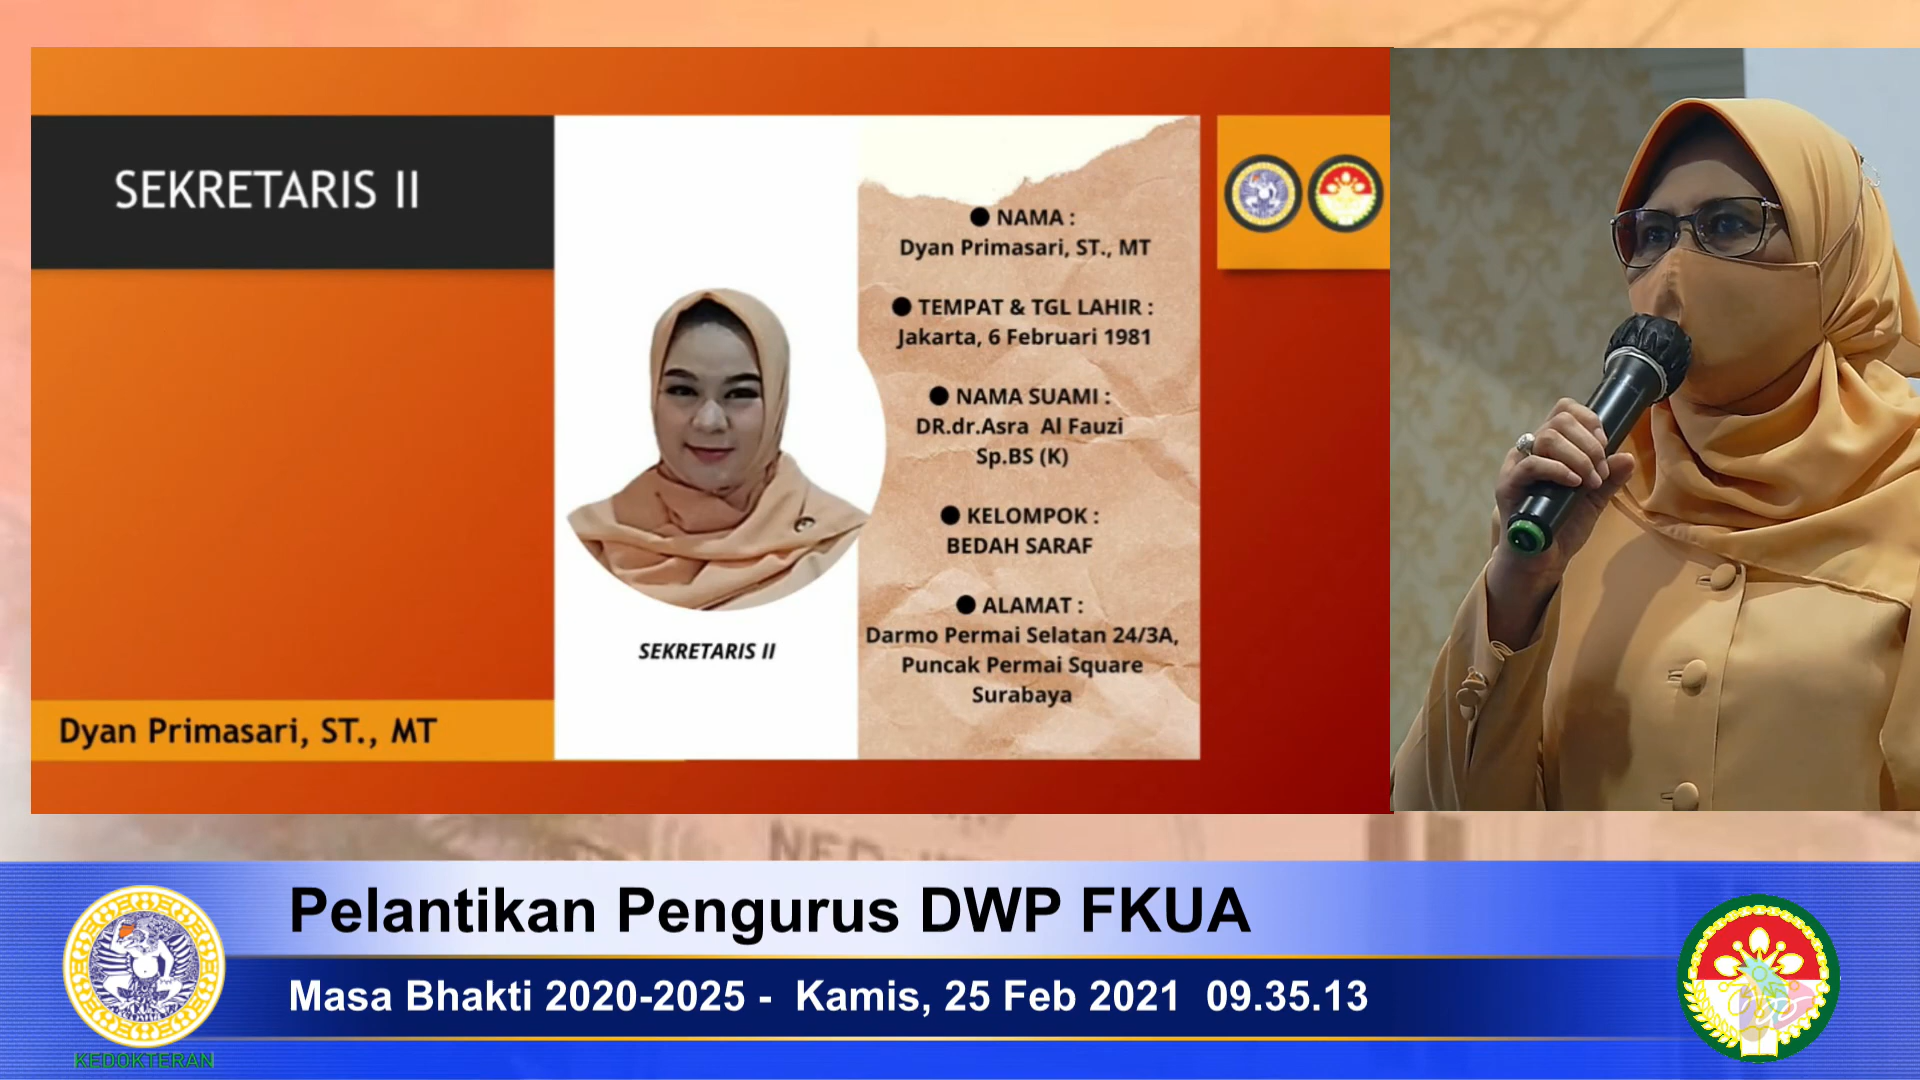 SEKRETARIS II
● NAMA :
Dyan Primasari, ST., MT
● TEMPAT & TGL LAHIR :
Jakarta, 6 Februari 1981
● NAMA SUAMI :
DR.dr.Asra Al Fauzi
Sp.BS (K)
● KELOMPOK :
BEDAH SARAF
● ALAMAT :
Darmo Permai Selatan 24/3A,
Puncak Permai Square
Surabaya
SEKRETARIS II
Dyan Primasari, ST., MT
Pelantikan Pengurus DWP FKUA
Masa Bhakti 2020-2025 - Kamis, 25 Feb 2021 09.35.13
KEDOKTERAN